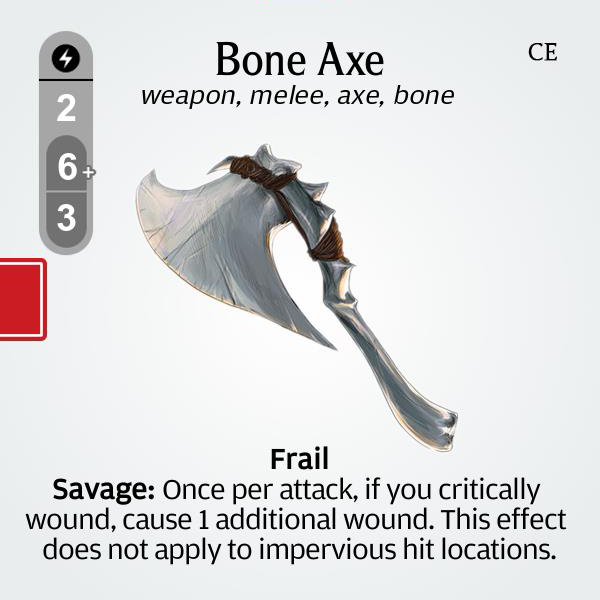 Bone Axe
CE
weapon, melee, axe, bone
2
6+
3
Frail
Savage: Once per attack, if you critically
wound, cause 1 additional wound. This effect
does not apply to impervious hit locations.